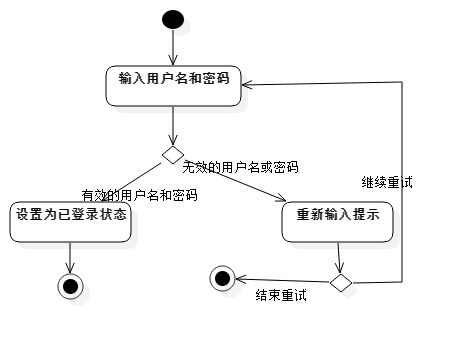 输入用户名和密码
无效的用户名或密码
继续重试
有效的用户名和密码
设置为已登录状态
重新输入提示
结束重试